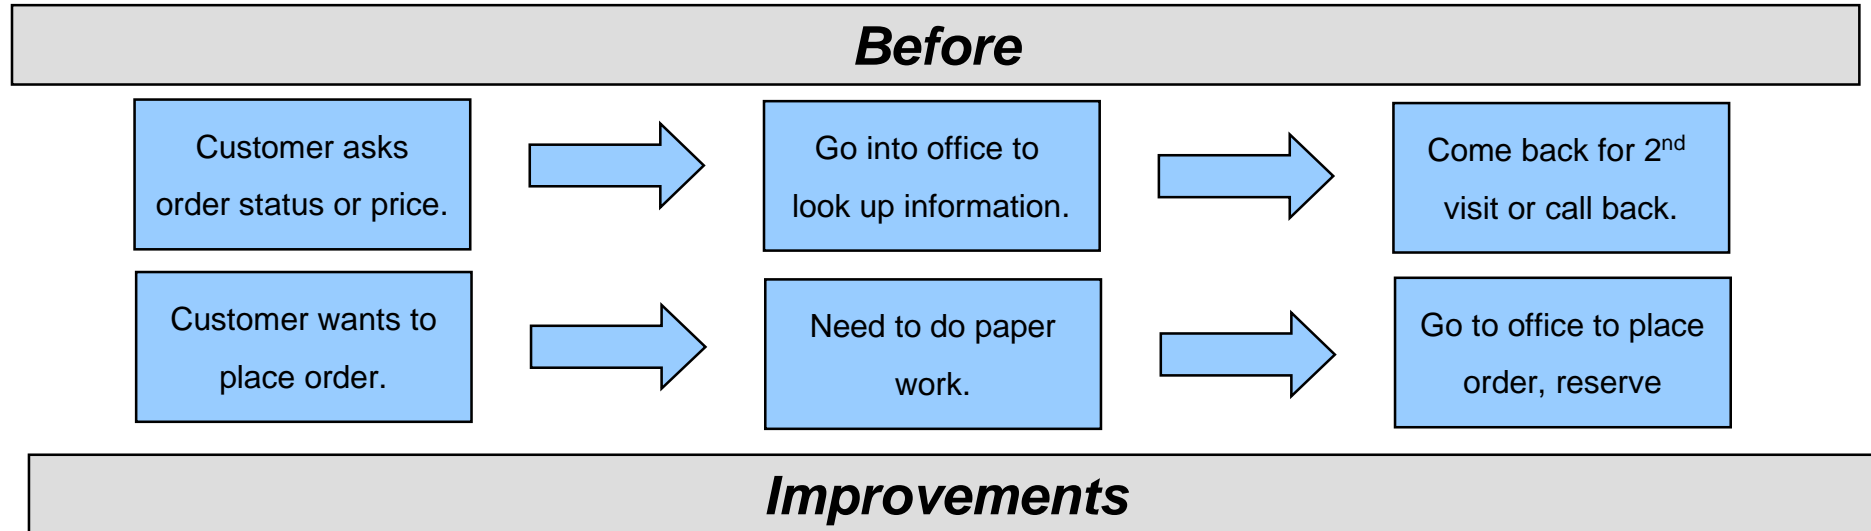 Before
Customer asks
order status or price.
Go into office to
look up information.
Come back for 2nd
visit or call back.
Customer wants to
place order.
Need to do paper
work.
Go to office to place
order, reserve
Improvements